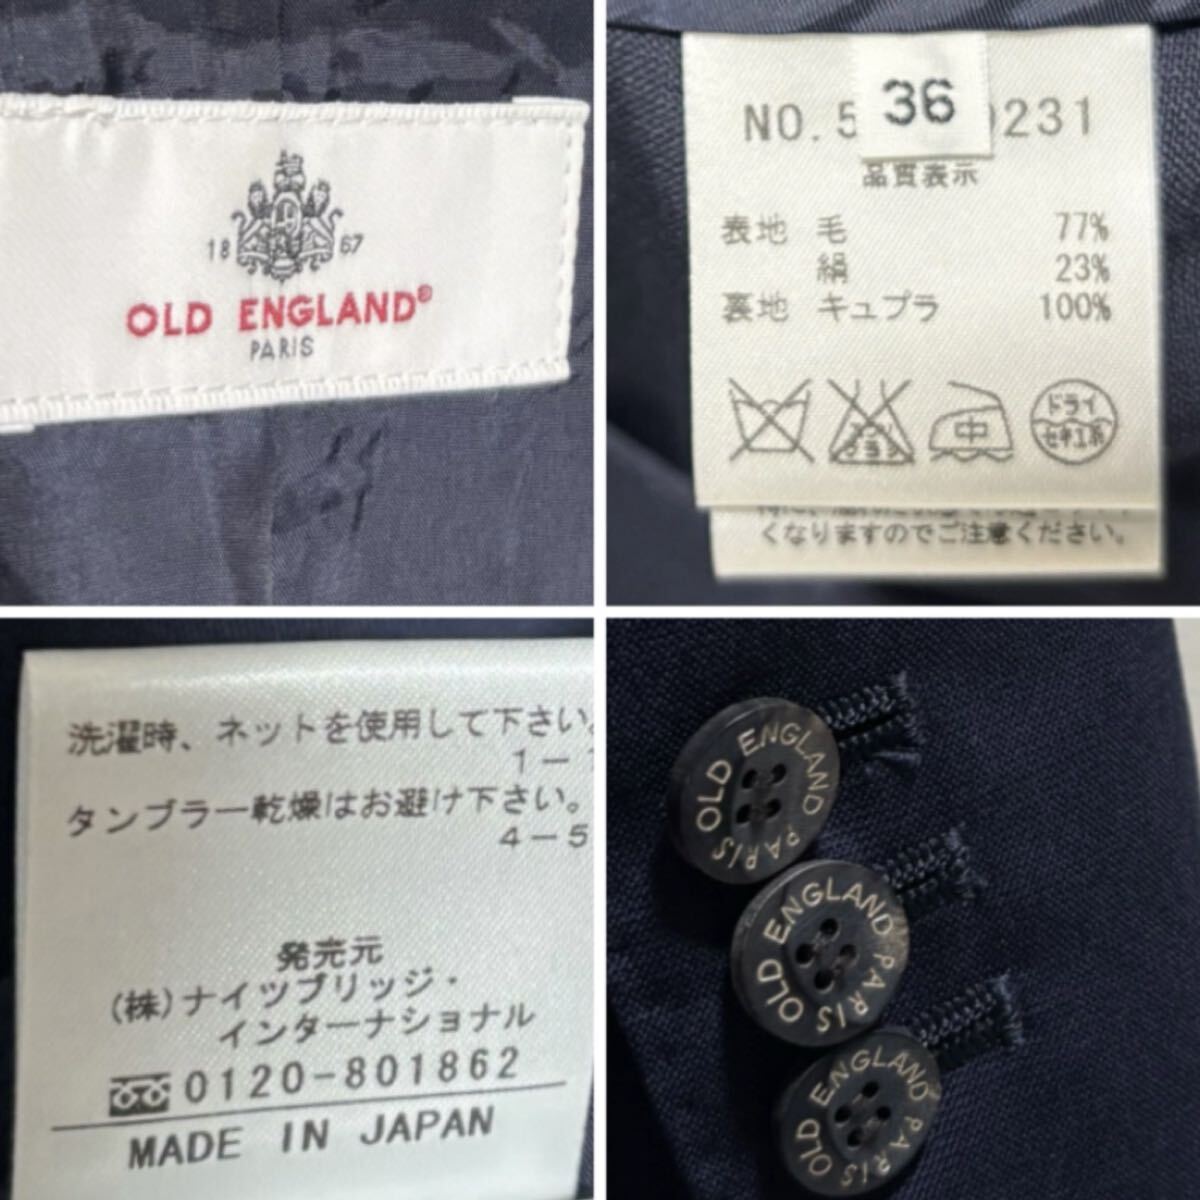 18 67
OLD ENGLAND®
PARIS
36
NO.5 0231
品質表示
表地 毛 77%
絹 23%
裏地 キュプラ 100%
中
ドライ
セキユ系
くなりますのでご注意ください。
洗濯時、ネットを使用して下さい。
1-
タンブラー乾燥はお避け下さい。
4-5
発売元
(株)ナイツブリッジ・
インターナショナル
0120-801862
MADE IN JAPAN
OLD ENGLAND PARIS
OLD ENGLAND PARIS
OLD ENGLAND PARIS